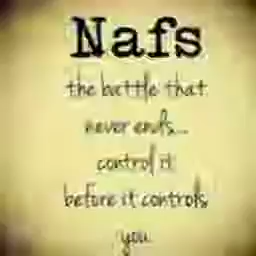 Nafs
the battle that
never ends...
control it
before it controls
you.